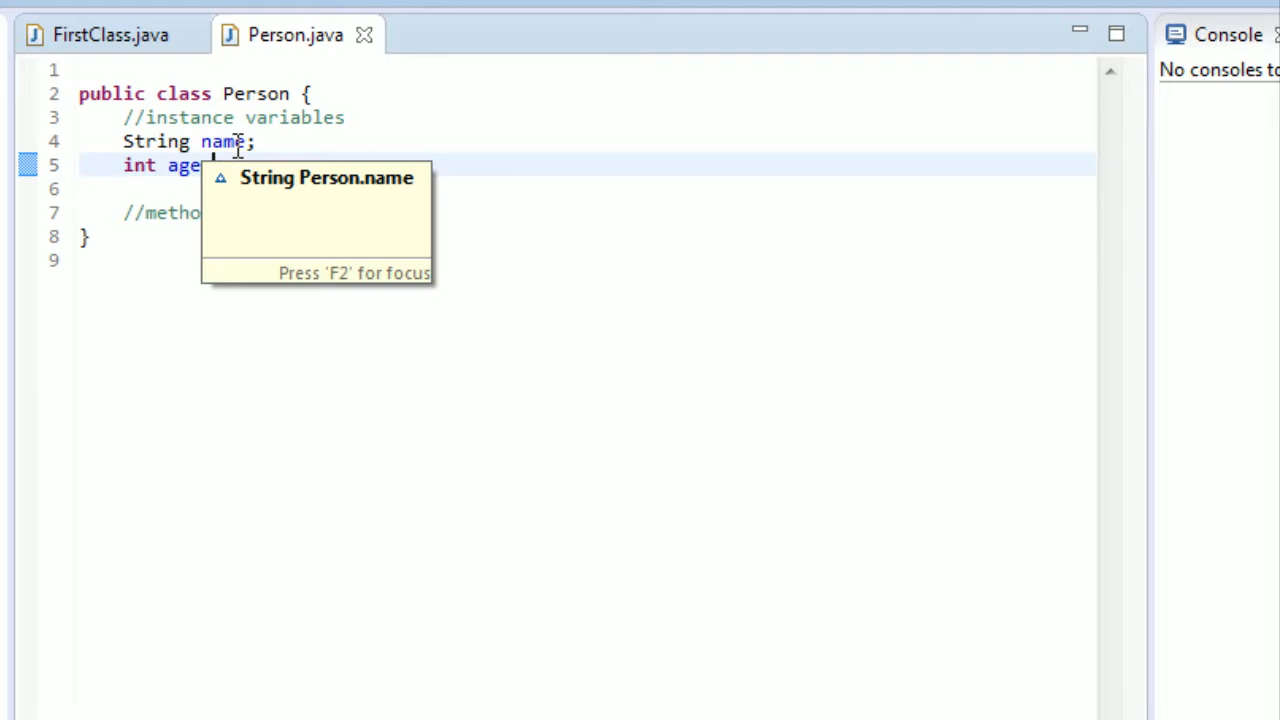 FirstClass.java Person.java Console
No consoles to
1
2 public class Person {
3 //instance variables
4 String name;
5 int age
String Person.name
6
7 //metho
8 }
9
Press 'F2' for focus